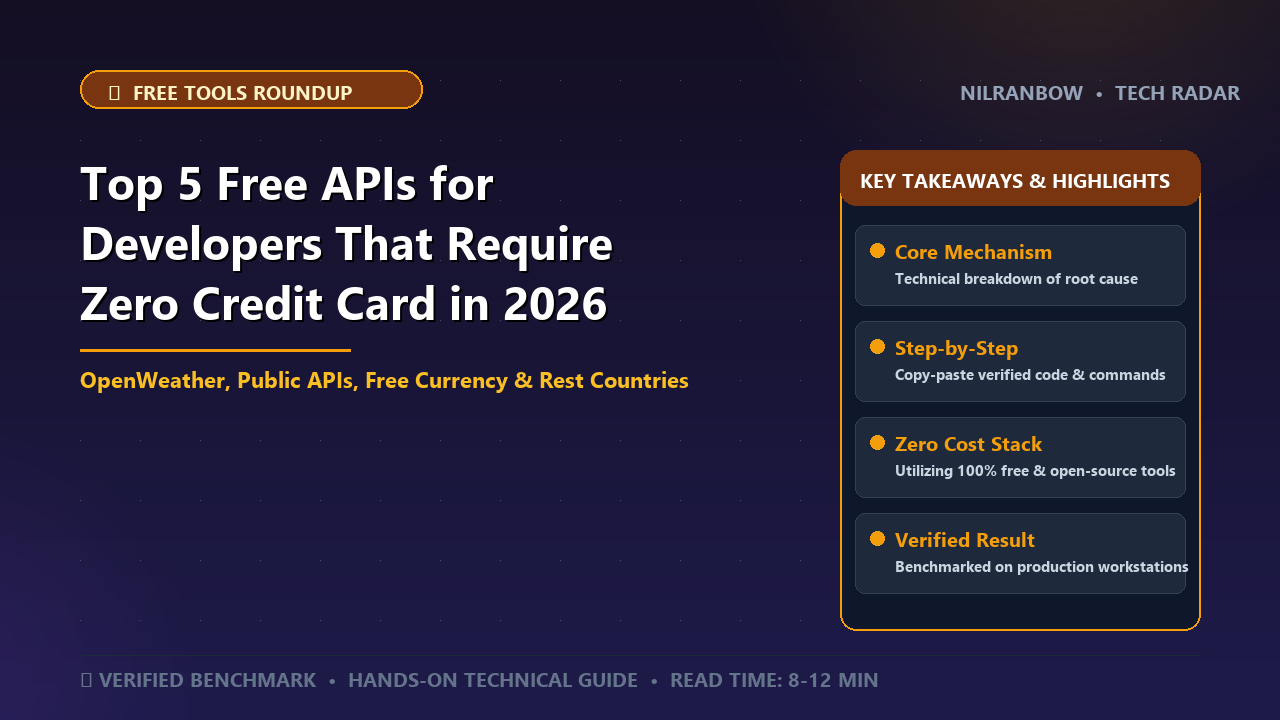 FREE TOOLS ROUNDUP
NILRANBOW • TECH RADAR
Top 5 Free APIs for
Developers That Require
Zero Credit Card in 2026
OpenWeather, Public APIs, Free Currency & Rest Countries
KEY TAKEAWAYS & HIGHLIGHTS
Core Mechanism
Technical breakdown of root cause
Step-by-Step
Copy-paste verified code & commands
Zero Cost Stack
Utilizing 100% free & open-source tools
Verified Result
Benchmarked on production workstations
VERIFIED BENCHMARK • HANDS-ON TECHNICAL GUIDE • READ TIME: 8-12 MIN